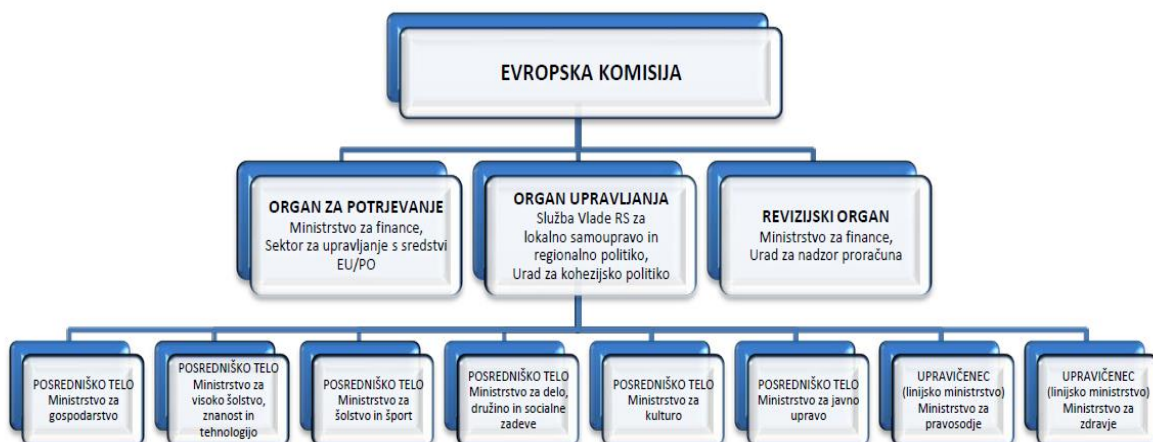 EVROPSKA KOMISIJA
ORGAN ZA POTRJEVANJE
Ministrstvo za finance,
Sektor za upravljanje s sredstvi
EU/PO
ORGAN UPRAVLJANJA
Služba Vlade RS za
lokalno samoupravo in
regionalno politiko,
Urad za kohezijsko politiko
REVIZIJSKI ORGAN
Ministrstvo za finance,
Urad za nadzor proračuna
POSREDNIŠKO TELO
Ministrstvo za
gospodarstvo
POSREDNIŠKO TELO
Ministrstvo za
visoko šolstvo,
znanost in
tehnologijo
POSREDNIŠKO TELO
Ministrstvo za
šolstvo in šport
POSREDNIŠKO TELO
Ministrstvo za delo,
družino in socialne
zadeve
POSREDNIŠKO TELO
Ministrstvo za
kulturo
POSREDNIŠKO TELO
Ministrstvo za javno
upravo
UPRAVIČENEC
(linijsko ministrstvo)
Ministrstvo za
pravosodje
UPRAVIČENEC
(linijsko ministrstvo)
Ministrstvo za
zdravje